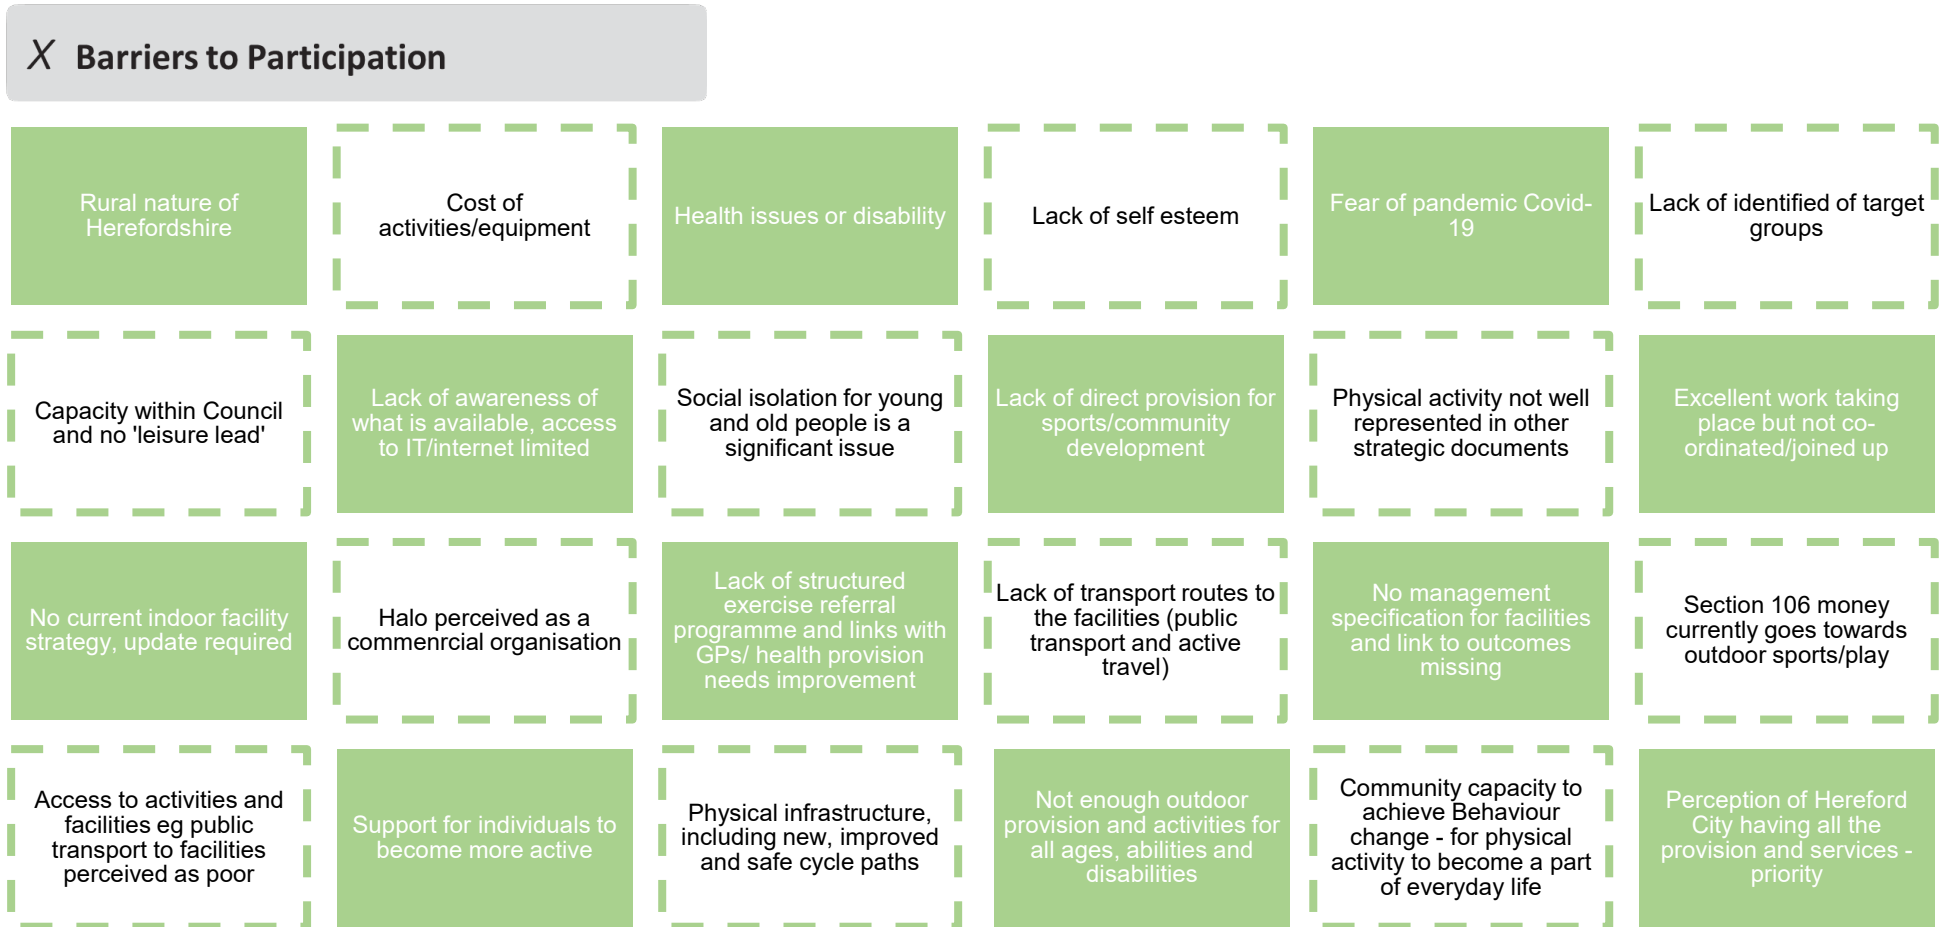 X Barriers to Participation
Rural nature of
Herefordshire
Cost of
activities/equipment
Health issues or disability
Lack of self esteem
Fear of pandemic Covid-
19
Lack of identified of target
groups
Capacity within Council
and no 'leisure lead'
Lack of awareness of
what is available, access
to IT/internet limited
Social isolation for young
and old people is a
significant issue
Lack of direct provision for
sports/community
development
Physical activity not well
represented in other
strategic documents
Excellent work taking
place but not co-
ordinated/joined up
No current indoor facility
strategy, update required
Halo perceived as a
commenrcial organisation
Lack of structured
exercise referral
programme and links with
GPs/ health provision
needs improvement
Lack of transport routes to
the facilities (public
transport and active
travel)
No management
specification for facilities
and link to outcomes
missing
Section 106 money
currently goes towards
outdoor sports/play
Access to activities and
facilities eg public
transport to facilities
perceived as poor
Support for individuals to
become more active
Physical infrastructure,
including new, improved
and safe cycle paths
Not enough outdoor
provision and activities for
all ages, abilities and
disabilities
Community capacity to
achieve Behaviour
change - for physical
activity to become a part
of everyday life
Perception of Hereford
City having all the
provision and services -
priority